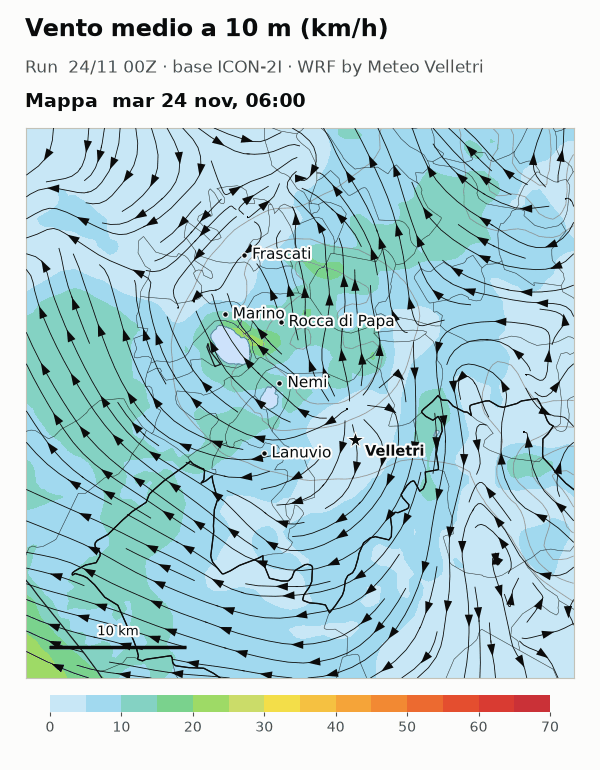 Vento medio a 10 m (km/h)
Run  24/11 00Z · base ICON-2I · WRF by Meteo Velletri
Mappa  mar 24 nov, 06:00
Frascati
Marino
Rocca di Papa
Nemi
Velletri
Lanuvio
10 km
0 10 20 30 40 50 60 70